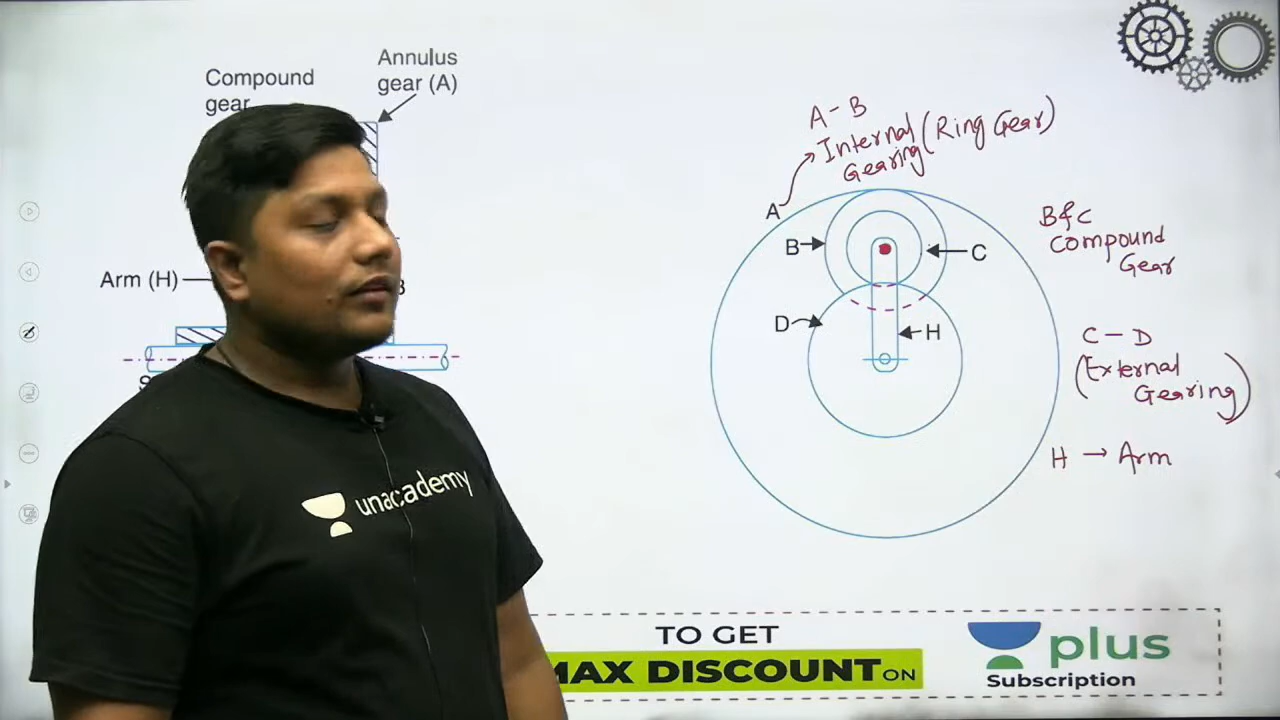 Compound
gear
Annulus
gear (A)
Arm (H)
A - B
Internal (Ring Gear)
Gearing
A
B
C
D
H
B & C
Compound
Gear
C - D
(External
Gearing)
H → Arm
unacademy
TO GET
MAX DISCOUNT ON
plus
Subscription